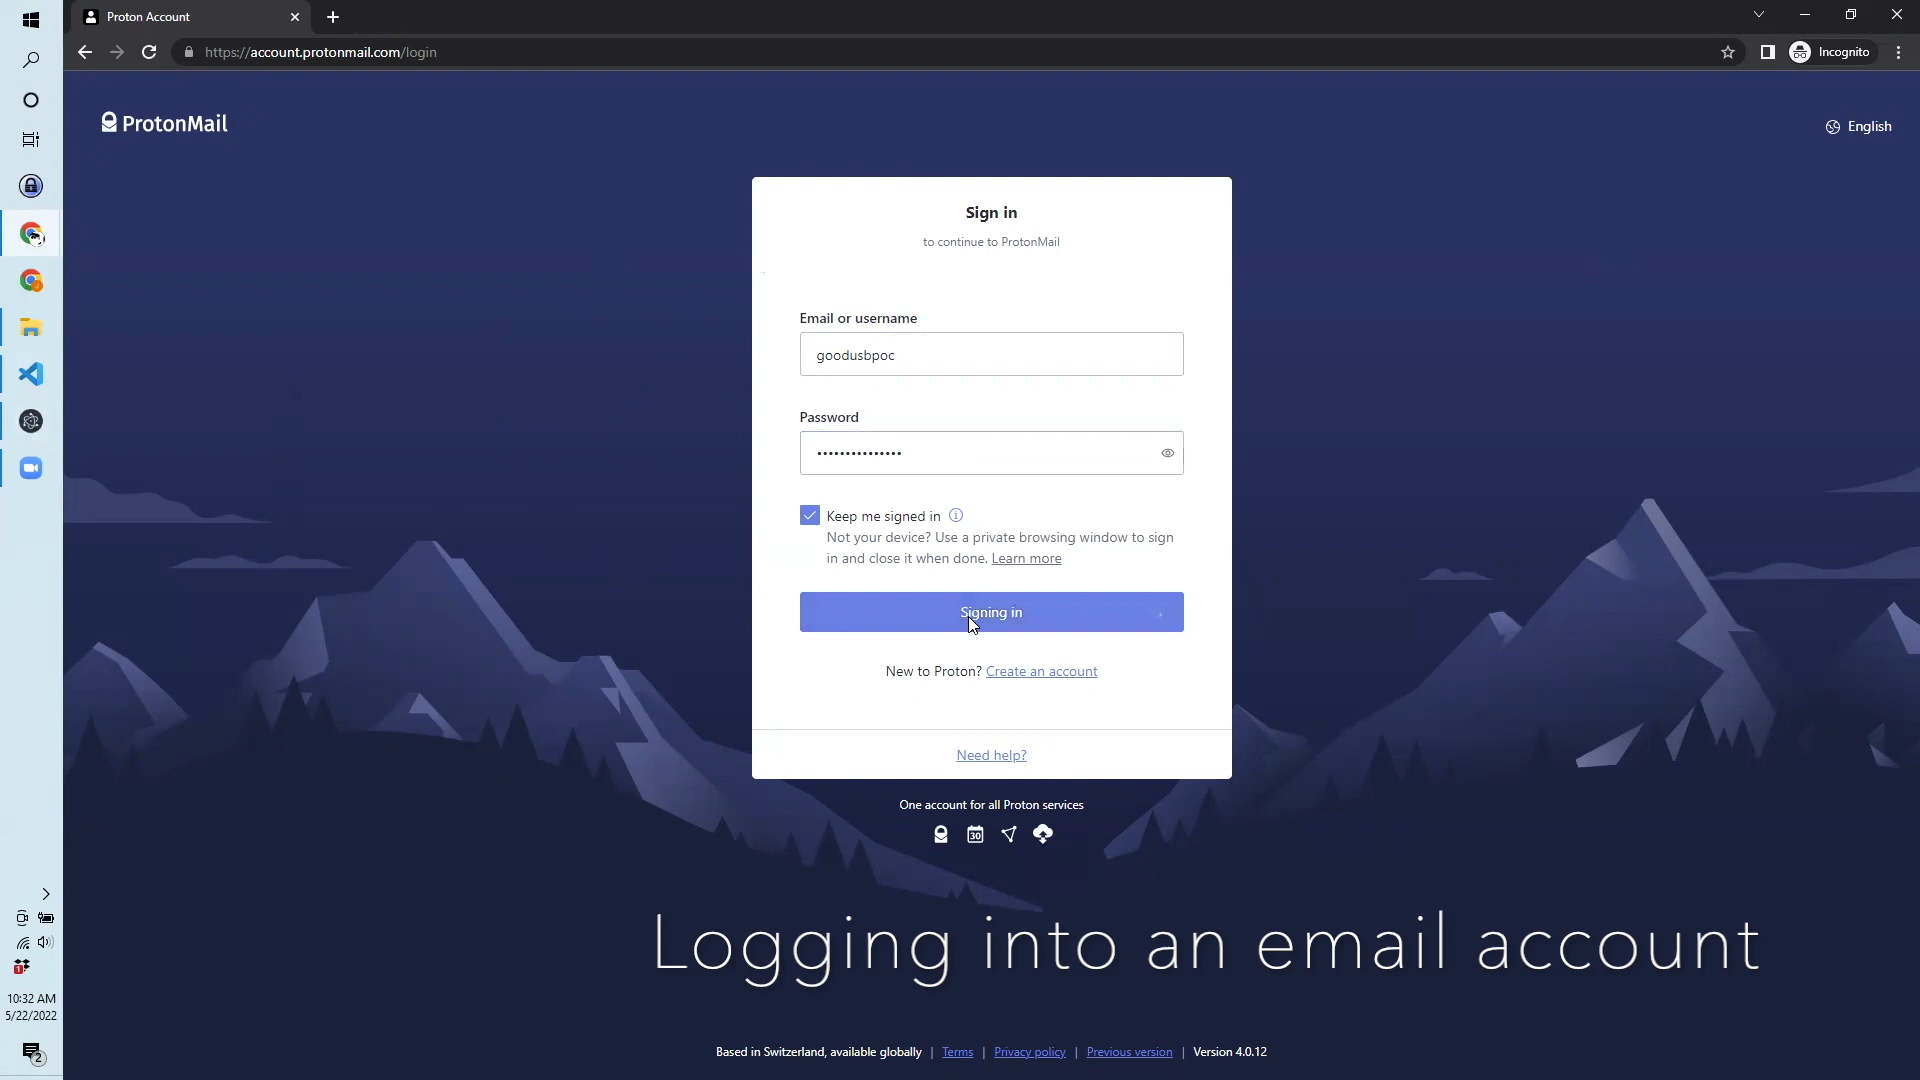 Proton Account
https://account.protonmail.com/login
Incognito
ProtonMail
English
Sign in
to continue to ProtonMail
Email or username
goodusbpoc
Password
•••••••••••••••
Keep me signed in
Not your device? Use a private browsing window to sign
in and close it when done. Learn more
Signing in
New to Proton? Create an account
Need help?
One account for all Proton services
30
Logging into an email account
1
10:32 AM
5/22/2022
2
Based in Switzerland, available globally | Terms | Privacy policy | Previous version | Version 4.0.12